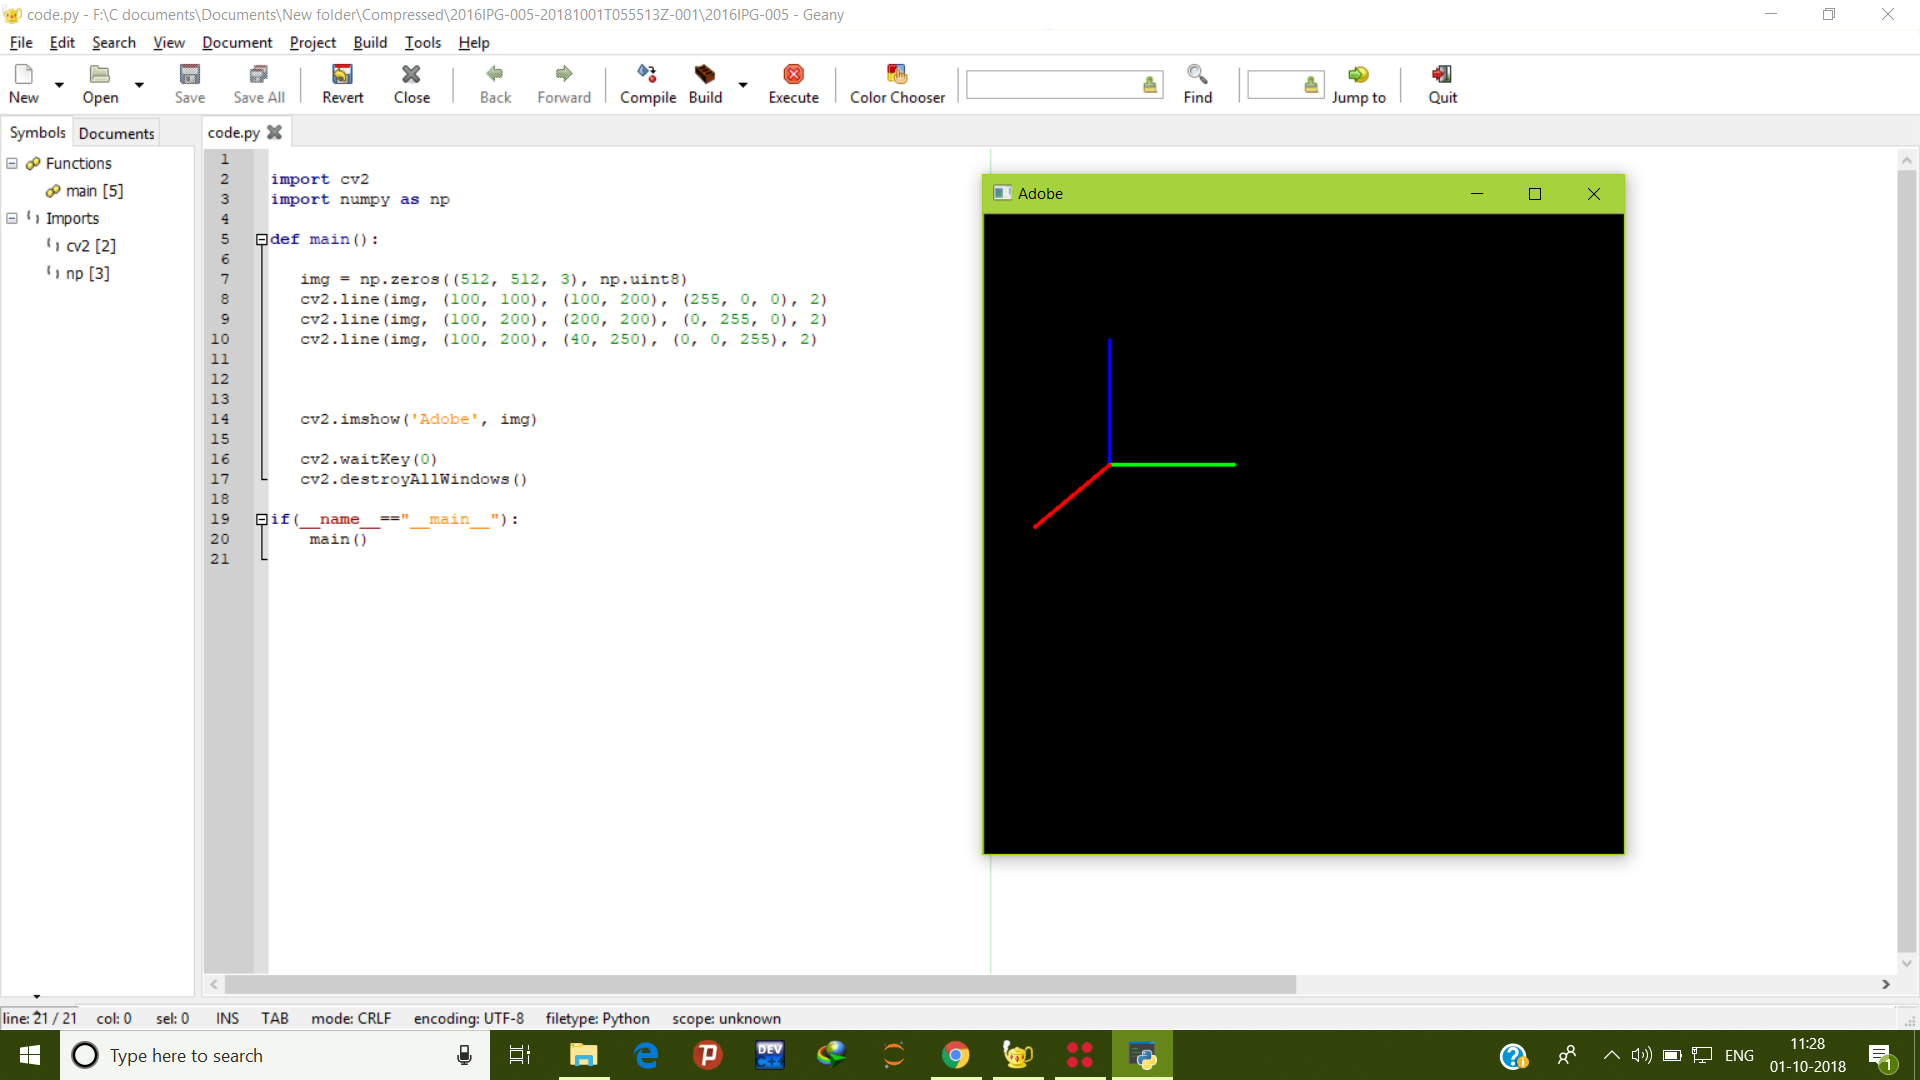 code.py - F:\C documents\Documents\New folder\Compressed\2016IPG-005-20181001T055513Z-001\2016IPG-005 - Geany
File Edit Search View Document Project Build Tools Help
New Open Save Save All Revert Close Back Forward Compile Build Execute Color Chooser Find Jump to Quit
Symbols Documents code.py
Functions
main [5]
Imports
cv2 [2]
np [3]
1
2 import cv2
3 import numpy as np
4
5 def main():
6
7 img = np.zeros((512, 512, 3), np.uint8)
8 cv2.line(img, (100, 100), (100, 200), (255, 0, 0), 2)
9 cv2.line(img, (100, 200), (200, 200), (0, 255, 0), 2)
10 cv2.line(img, (100, 200), (40, 250), (0, 0, 255), 2)
11
12
13
14 cv2.imshow('Adobe', img)
15
16 cv2.waitKey(0)
17 cv2.destroyAllWindows()
18
19 if(__name__=="__main__"):
20 main()
21
Adobe
line: 21 / 21 col: 0 sel: 0 INS TAB mode: CRLF encoding: UTF-8 filetype: Python scope: unknown
Type here to search
DEV
ENG
11:28
01-10-2018
1